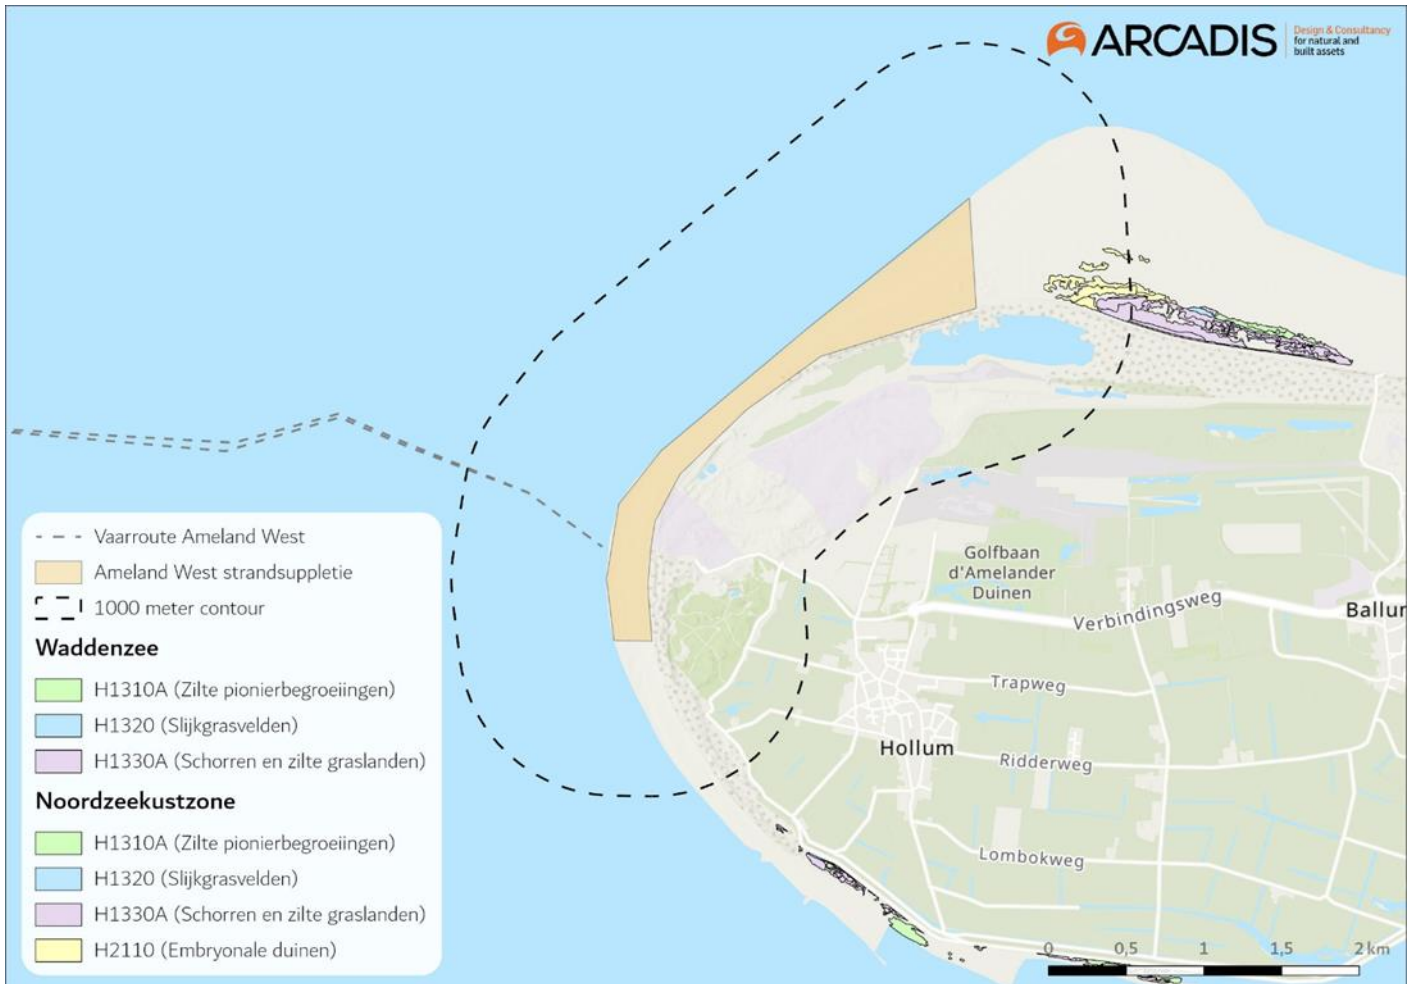 ARCADIS
Design & Consultancy
for natural and
built assets
Golfbaan
d'Amelander
Duinen
Verbindingsweg
Ballur
Trapweg
Hollum
Ridderweg
Lombokweg
Vaarroute Ameland West
Ameland West strandsuppletie
1000 meter contour
Waddenzee
H1310A (Zilte pionierbegroeiingen)
H1320 (Slijkgrasvelden)
H1330A (Schorren en zilte graslanden)
Noordzeekustzone
H1310A (Zilte pionierbegroeiingen)
H1320 (Slijkgrasvelden)
H1330A (Schorren en zilte graslanden)
H2110 (Embryonale duinen)
0 0,5 1 1,5 2 km